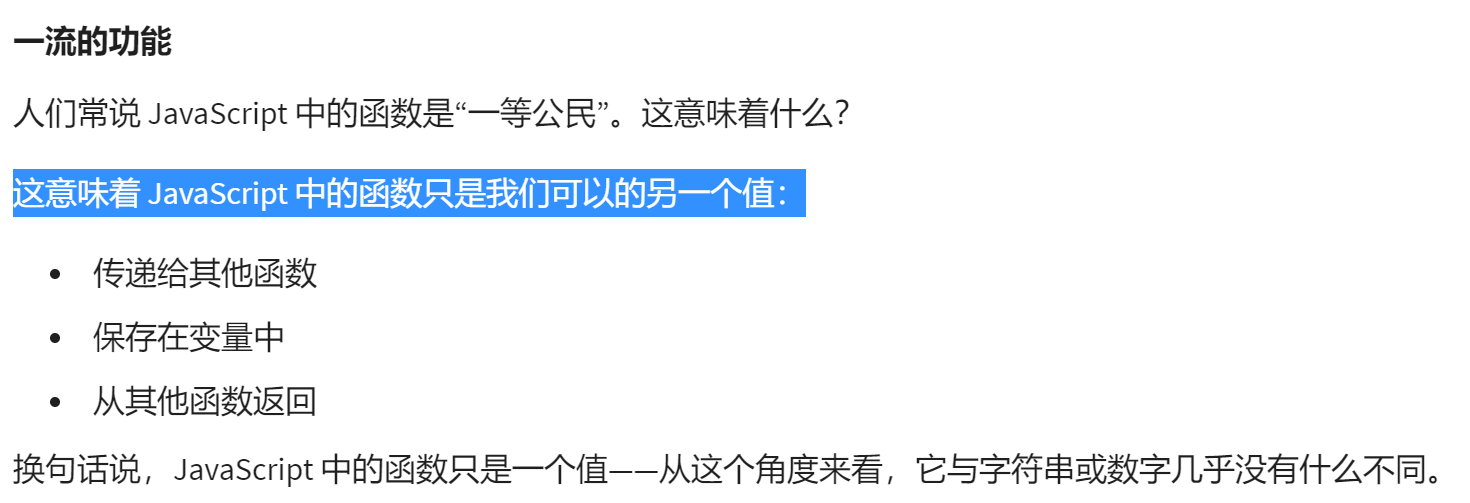 一流的功能
人们常说 JavaScript 中的函数是“一等公民”。这意味着什么？
这意味着 JavaScript 中的函数只是我们可以的另一个值：
• 传递给其他函数
• 保存在变量中
• 从其他函数返回
换句话说，JavaScript 中的函数只是一个值——从这个角度来看，它与字符串或数字几乎没有什么不同。